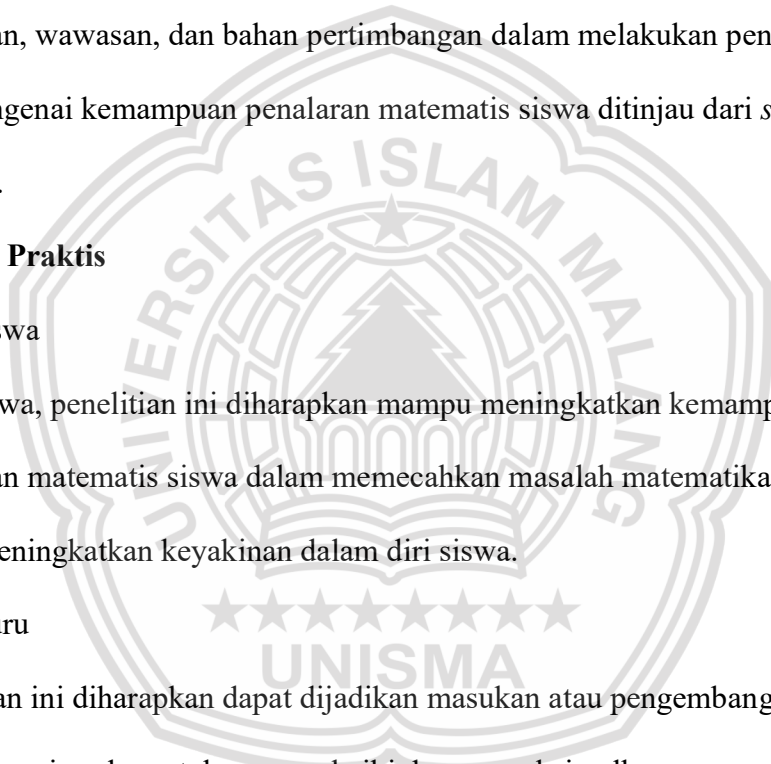 an, wawasan, dan bahan pertimbangan dalam melakukan pen
ngenai kemampuan penalaran matematis siswa ditinjau dari s
.
Praktis
swa
wa, penelitian ini diharapkan mampu meningkatkan kemamp
an matematis siswa dalam memecahkan masalah matematika
eningkatkan keyakinan dalam diri siswa.
uru
an ini diharapkan dapat dijadikan masukan atau pengembang
UNIVERSITAS ISLAM MALANG
UNISMA